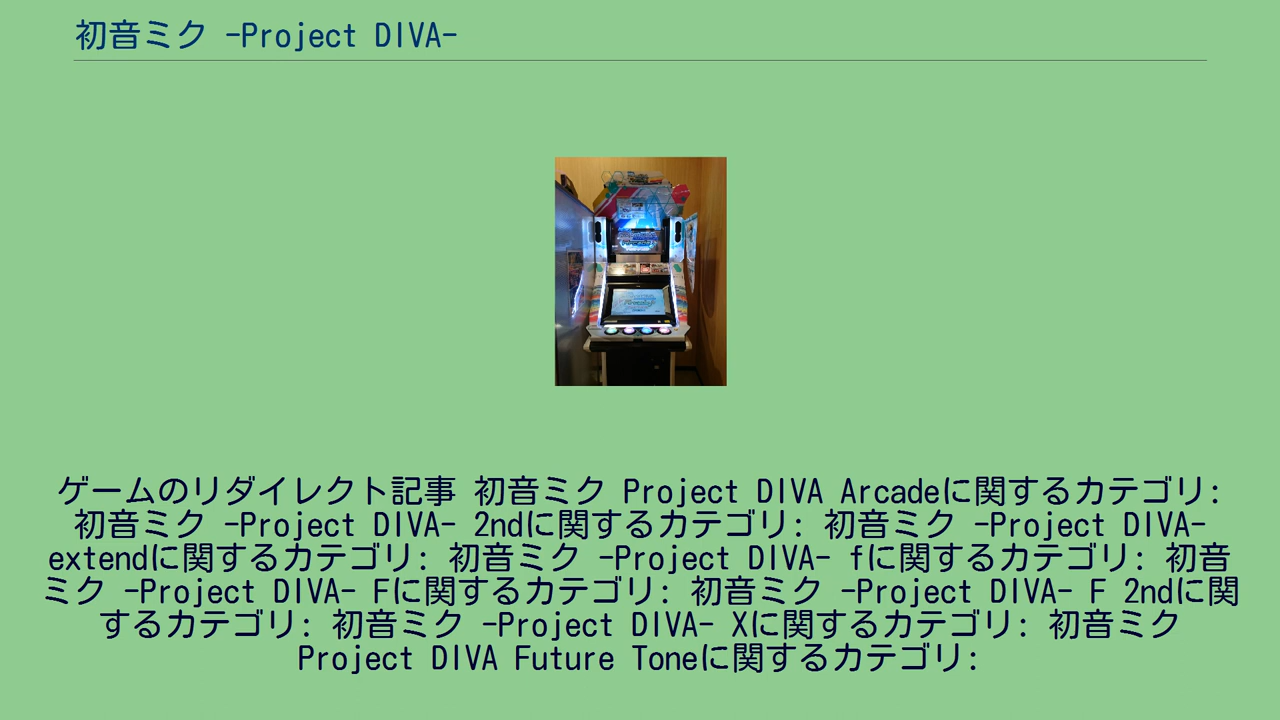 初音ミク -Project DIVA-
ゲームのリダイレクト記事 初音ミク Project DIVA Arcadeに関するカテゴリ:
初音ミク -Project DIVA- 2ndに関するカテゴリ: 初音ミク -Project DIVA-
extendに関するカテゴリ: 初音ミク -Project DIVA- fに関するカテゴリ: 初音
ミク -Project DIVA- Fに関するカテゴリ: 初音ミク -Project DIVA- F 2ndに関
するカテゴリ: 初音ミク -Project DIVA- Xに関するカテゴリ: 初音ミク
Project DIVA Future Toneに関するカテゴリ: